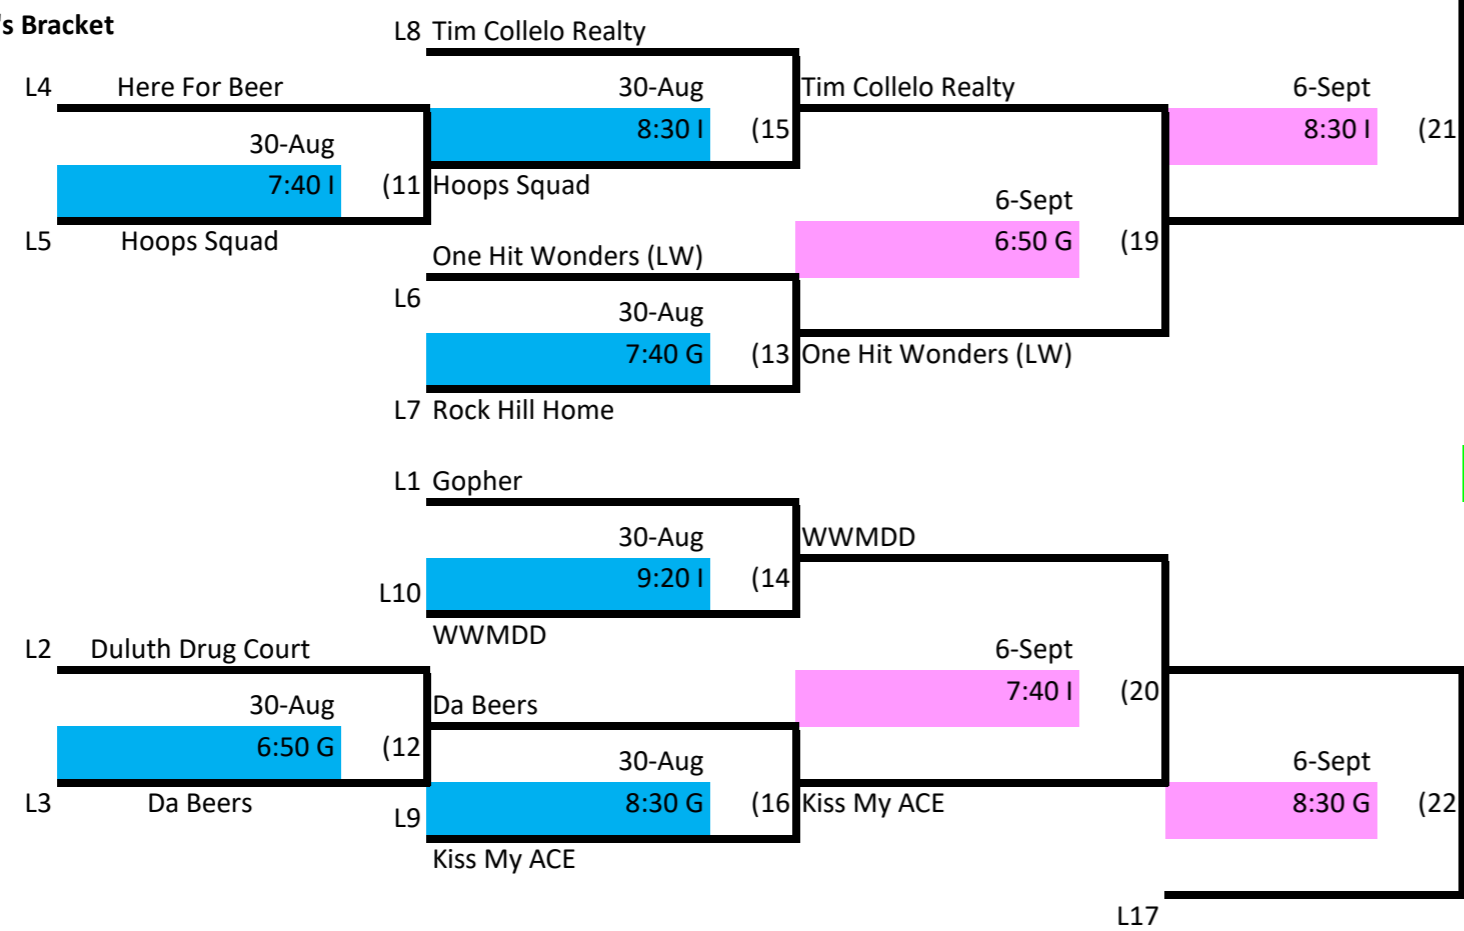 's Bracket
L8 Tim Collelo Realty
L4 Here For Beer
30-Aug
Tim Collelo Realty
6-Sept
8:30 I (15
8:30 I (21
30-Aug
7:40 I (11
Hoops Squad
6-Sept
L5 Hoops Squad
6:50 G (19
One Hit Wonders (LW)
L6
30-Aug
7:40 G (13
One Hit Wonders (LW)
L7 Rock Hill Home
L1 Gopher
30-Aug
WWMDD
9:20 I (14
L10
WWMDD
L2 Duluth Drug Court
6-Sept
7:40 I (20
30-Aug
Da Beers
6:50 G (12
30-Aug
6-Sept
L3 Da Beers
8:30 G (16
Kiss My ACE
8:30 G (22
L9
Kiss My ACE
L17